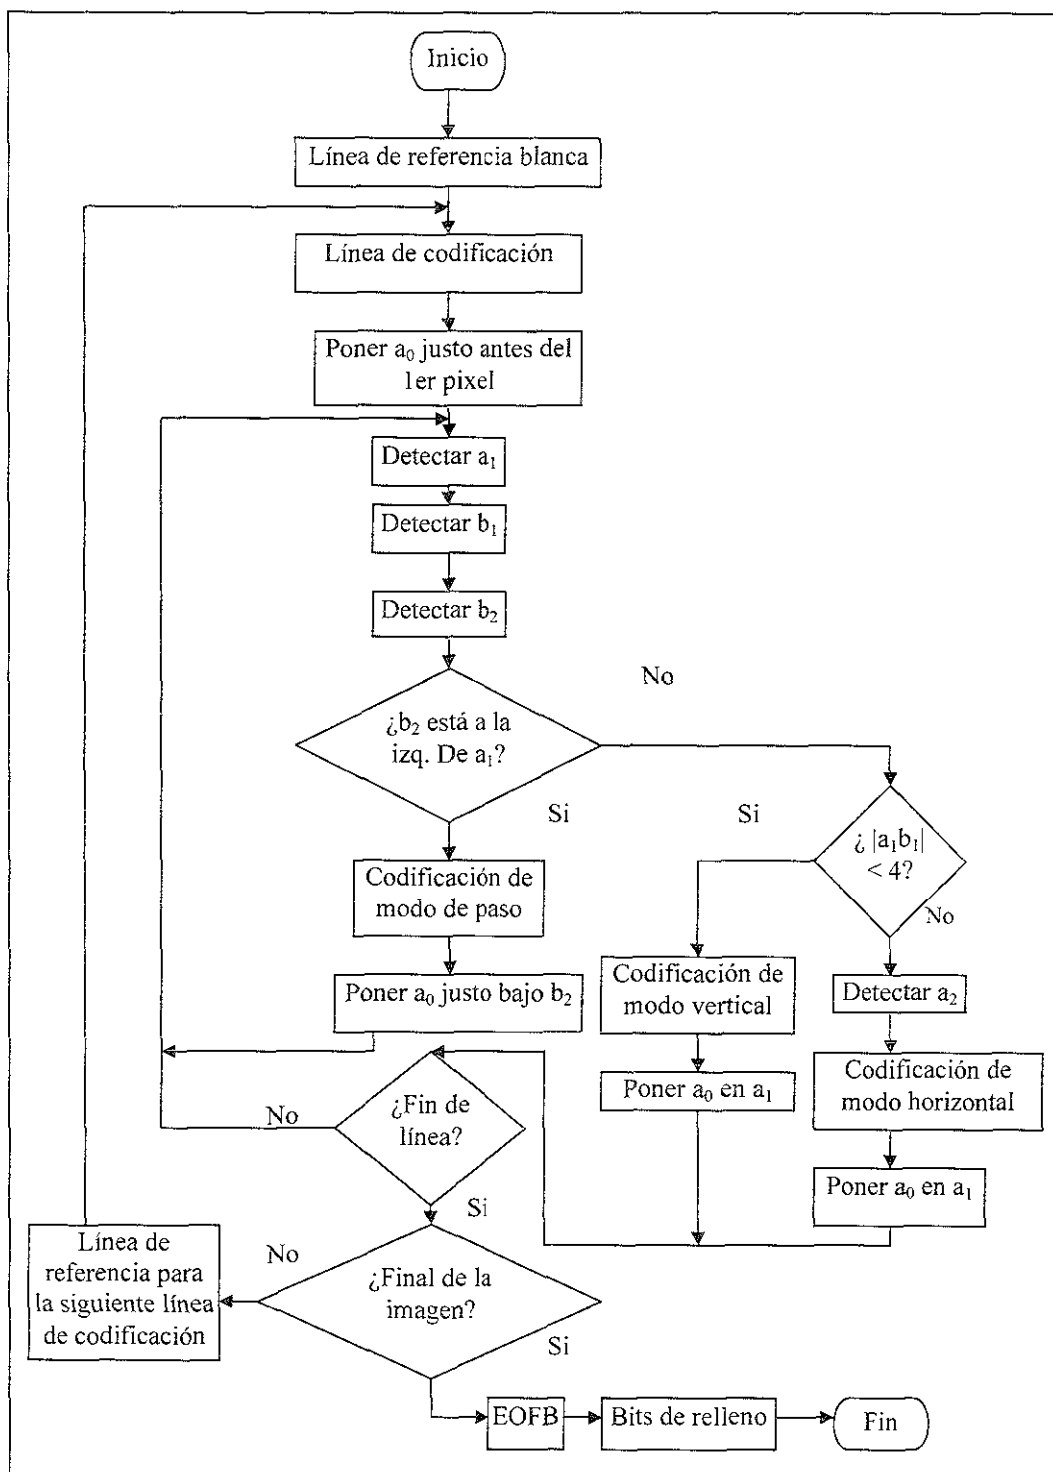 Inicio
Línea de referencia blanca
Línea de codificación
Poner a₀ justo antes del
1er pixel
Detectar a₁
Detectar b₁
Detectar b₂
¿b₂ está a la
izq. De a₁?
No
Si
¿ |a₁b₁|
< 4?
Si
No
Codificación de
modo de paso
Poner a₀ justo bajo b₂
Codificación de
modo vertical
Poner a₀ en a₁
Detectar a₂
Codificación de
modo horizontal
Poner a₀ en a₁
¿Fin de
línea?
No
Si
¿Final de la
imagen?
No
Si
Línea de
referencia para
la siguiente línea
de codificación
EOFB
Bits de relleno
Fin